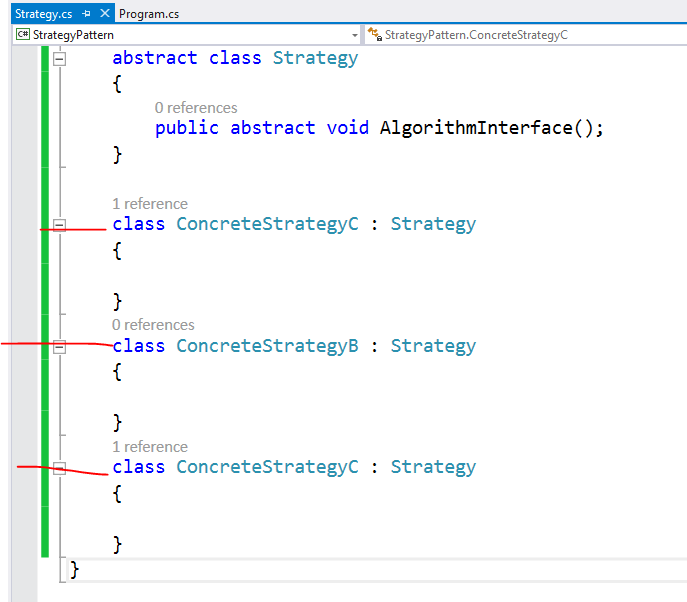 Strategy.cs Program.cs
C# StrategyPattern StrategyPattern.ConcreteStrategyC
abstract class Strategy
{
0 references
public abstract void AlgorithmInterface();
}
1 reference
class ConcreteStrategyC : Strategy
{
}
0 references
class ConcreteStrategyB : Strategy
{
}
1 reference
class ConcreteStrategyC : Strategy
{
}
}